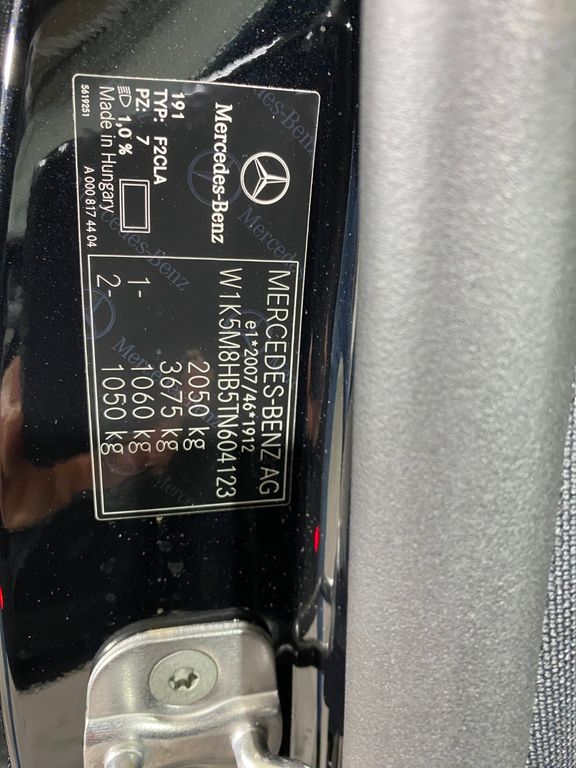 Mercedes-Benz
191
TYP: F2CLA
PZ: 7
1,0 %
Made in Hungary
5619251
A 000 817 44 04
MERCEDES-BENZ AG
e1*2007/46*1912
W1K5M8HB5TN604123
2050 kg
3675 kg
1- 1060 kg
2- 1050 kg